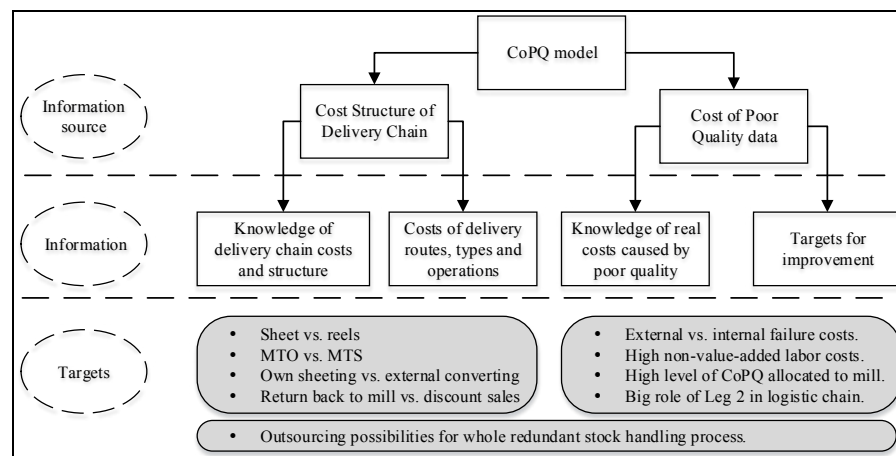 CoPQ model
Information
source
Cost Structure of
Delivery Chain
Cost of Poor
Quality data
Information
Knowledge of
delivery chain costs
and structure
Costs of delivery
routes, types and
operations
Knowledge of real
costs caused by
poor quality
Targets for
improvement
Targets
• Sheet vs. reels
• MTO vs. MTS
• Own sheeting vs. external converting
• Return back to mill vs. discount sales
• External vs. internal failure costs.
• High non-value-added labor costs.
• High level of CoPQ allocated to mill.
• Big role of Leg 2 in logistic chain.
• Outsourcing possibilities for whole redundant stock handling process.